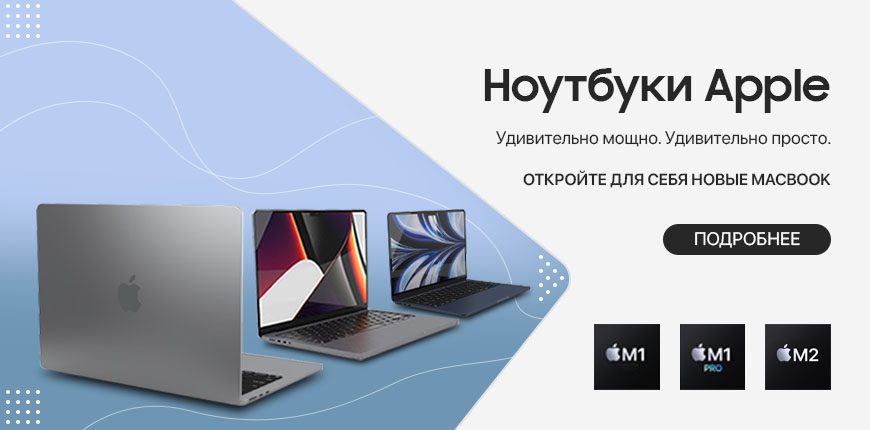 Ноутбуки Apple
Удивительно мощно. Удивительно просто.
ОТКРОЙТЕ ДЛЯ СЕБЯ НОВЫЕ MACBOOK
ПОДРОБНЕЕ
M1
M1
PRO
M2